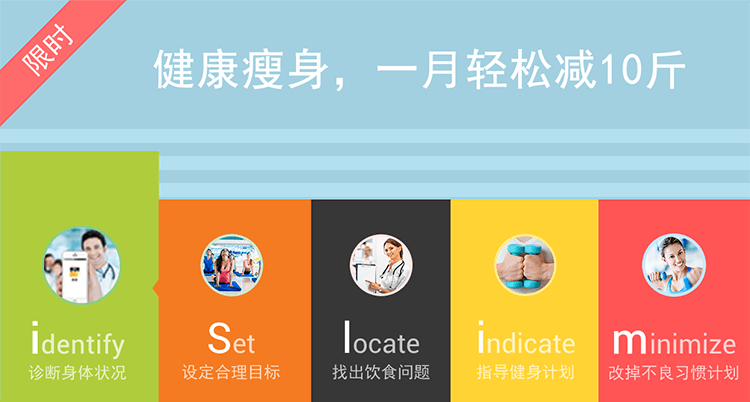 限时
健康瘦身，一月轻松减10斤
identify
诊断身体状况
Set
设定合理目标
locate
找出饮食问题
indicate
指导健身计划
minimize
改掉不良习惯计划